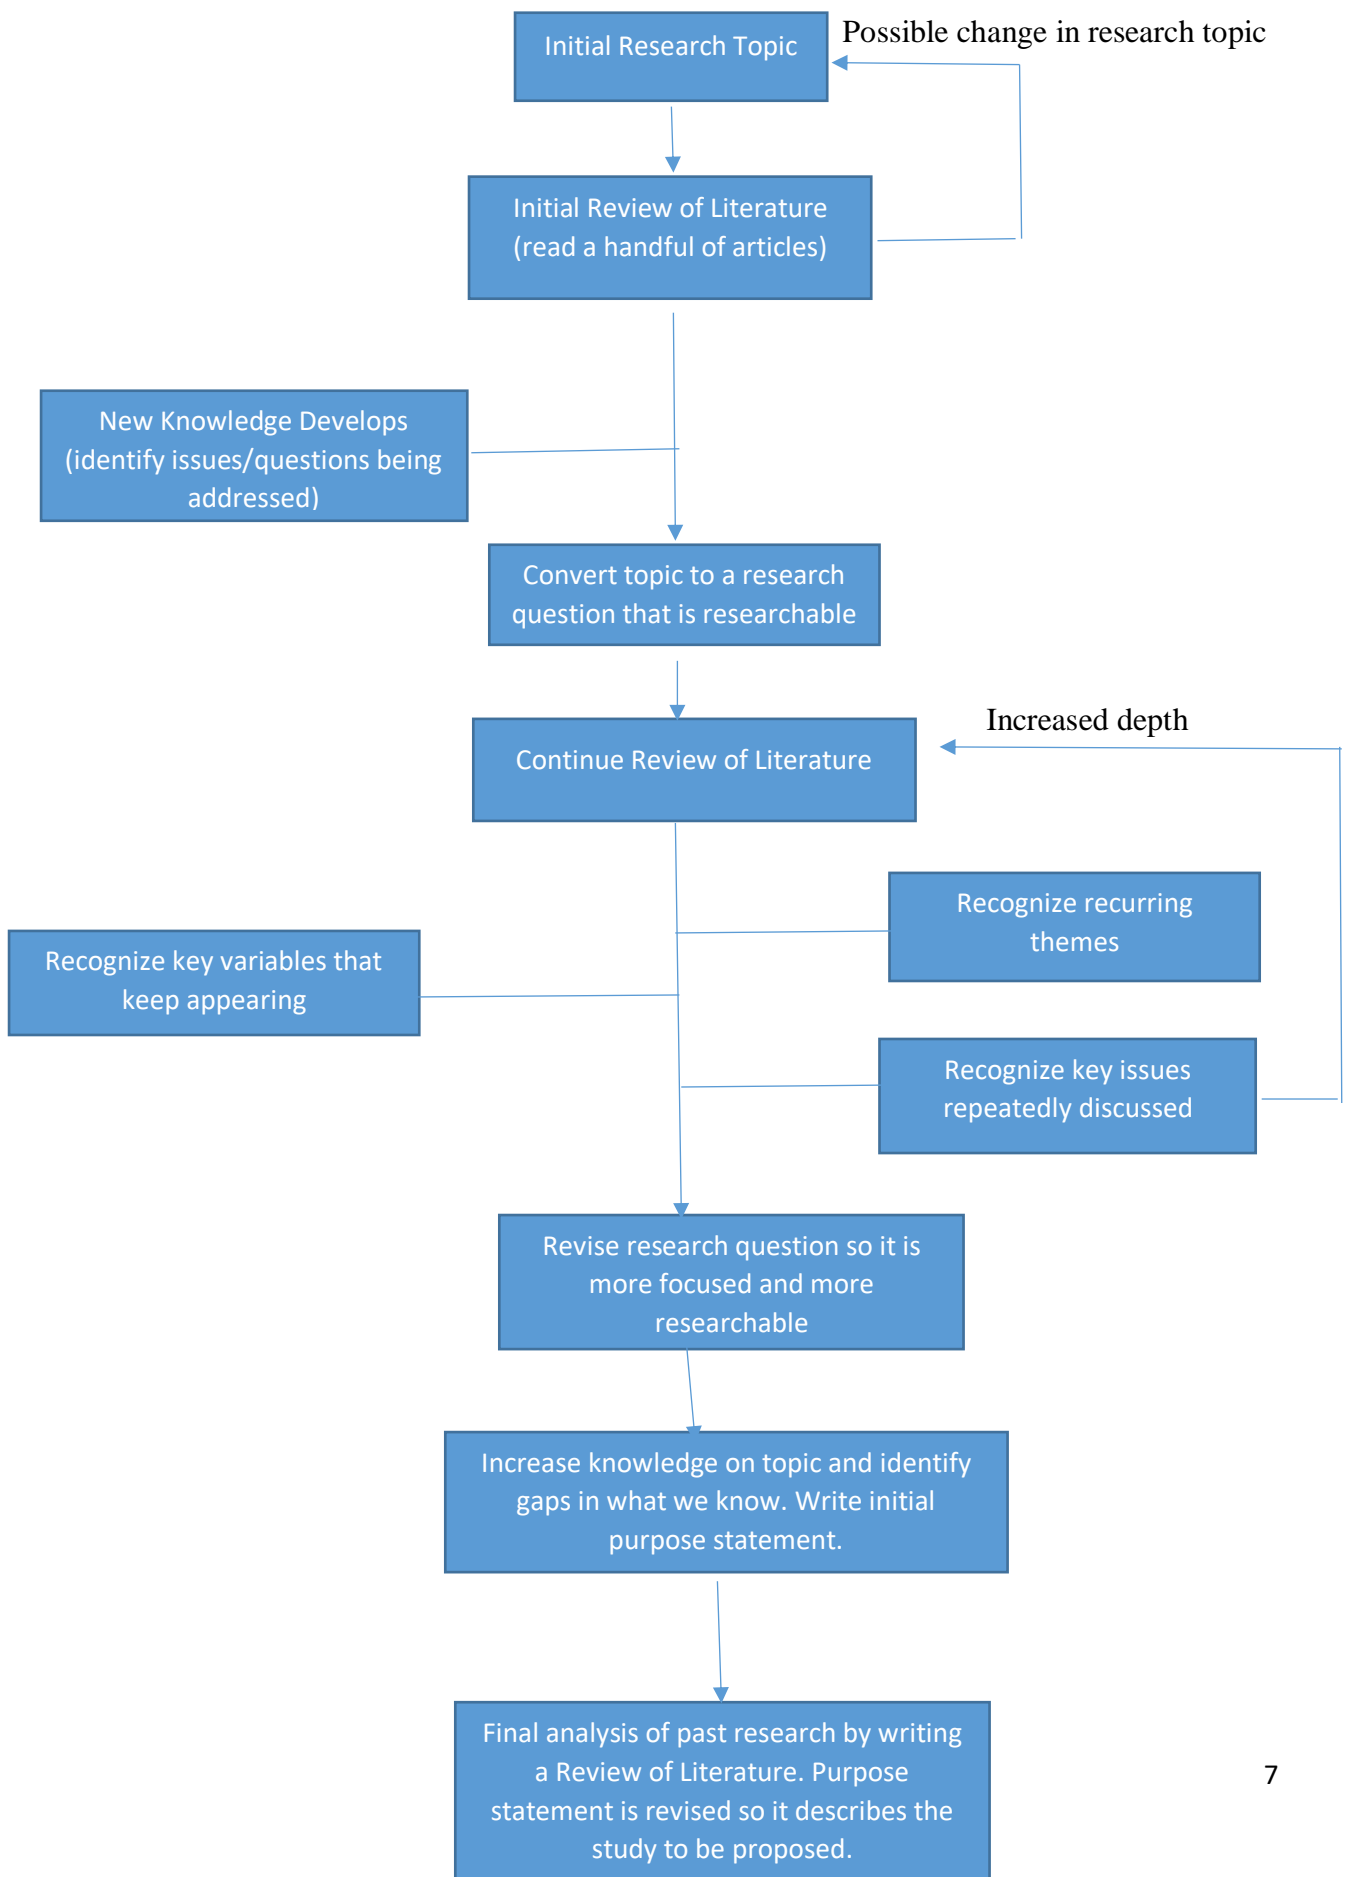 Initial Research Topic
Possible change in research topic
Initial Review of Literature
(read a handful of articles)
New Knowledge Develops
(identify issues/questions being
addressed)
Convert topic to a research
question that is researchable
Increased depth
Continue Review of Literature
Recognize recurring
themes
Recognize key variables that
keep appearing
Recognize key issues
repeatedly discussed
Revise research question so it is
more focused and more
researchable
Increase knowledge on topic and identify
gaps in what we know. Write initial
purpose statement.
Final analysis of past research by writing
a Review of Literature. Purpose
statement is revised so it describes the
study to be proposed.
7